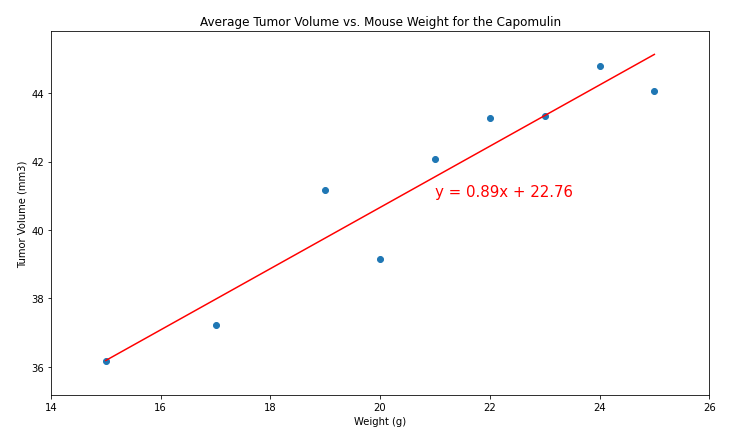 Average Tumor Volume vs. Mouse Weight for the Capomulin
Tumor Volume (mm3)
44
42
40
38
36
y = 0.89x + 22.76
14 16 18 20 22 24 26
Weight (g)